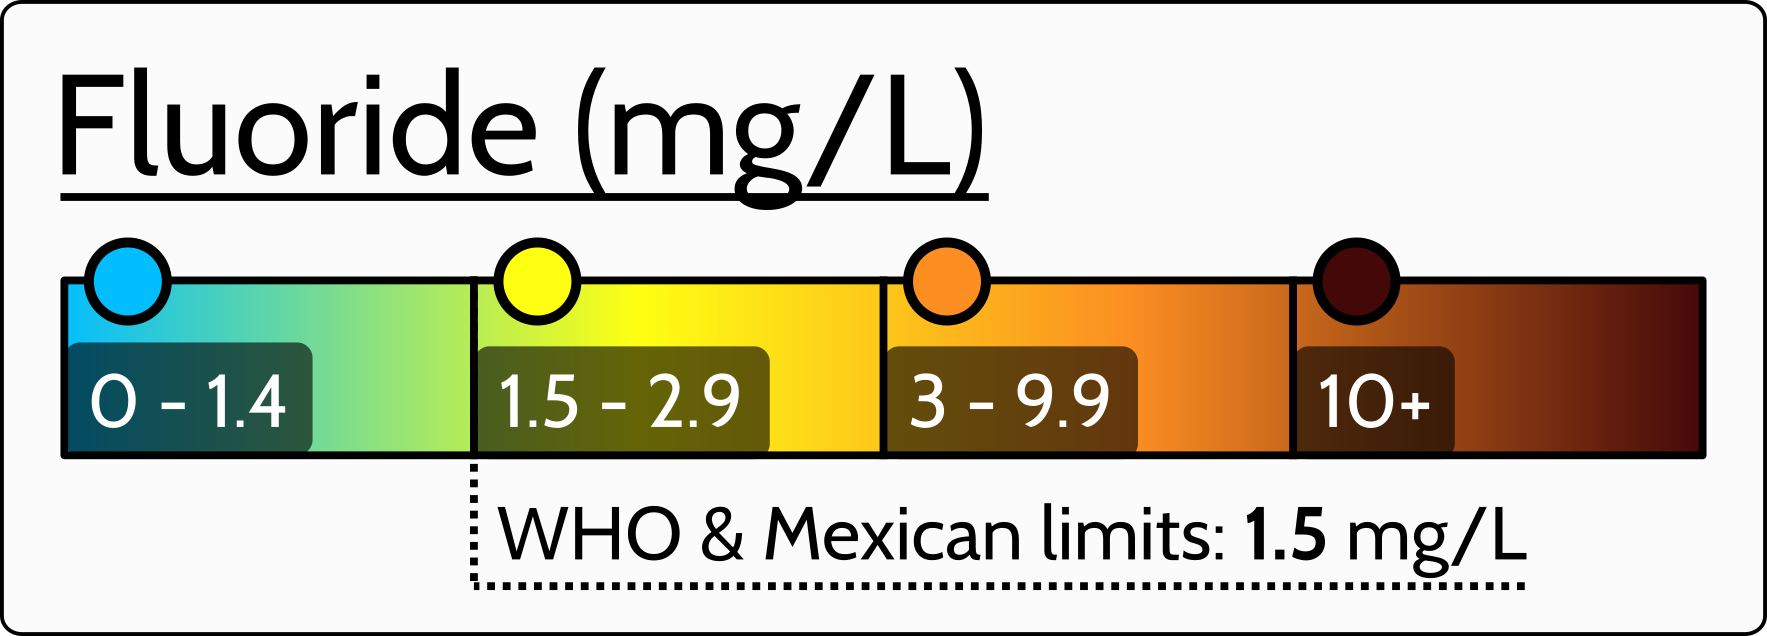 Fluoride (mg/L)
0 - 1.4
1.5 - 2.9
3 - 9.9
10+
WHO & Mexican limits: 1.5 mg/L